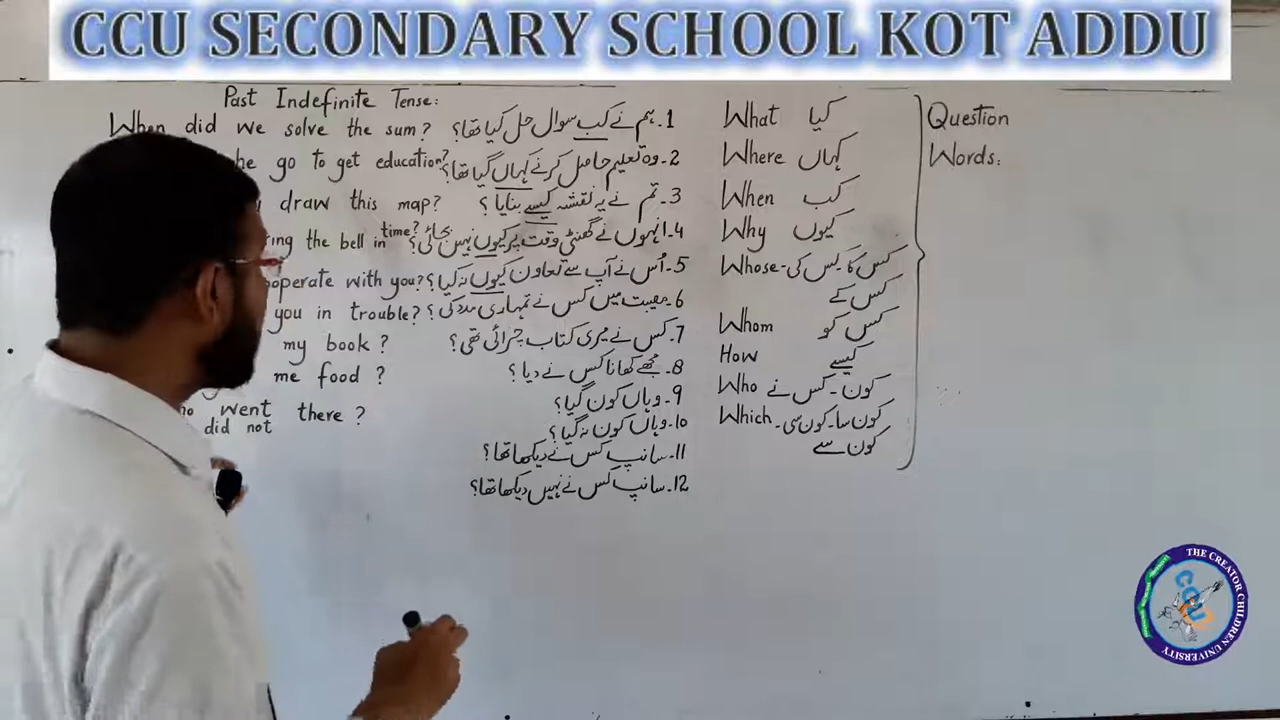 CCU SECONDARY SCHOOL KOT ADDU
Past Indefinite Tense:
When did we solve the sum? 1۔ ہم نے کب سوال حل کیا تھا؟
he go to get education? 2۔ وہ تعلیم حاصل کرنے کہاں گیا تھا؟
draw this map? 3۔ تم نے یہ نقشہ کیسے بنایا؟
ring the bell in time? 4۔ انہوں نے گھنٹی وقت پر کیوں نہیں بجائی؟
operate with you? 5۔ اُس نے آپ سے تعاون کیوں نہ کیا؟
you in trouble? 6۔ مصیبت میں کس نے تمہاری مدد کی؟
my book? 7۔ کس نے میری کتاب چرائی تھی؟
me food? 8۔ مجھے کھانا کس نے دیا؟
went there? 9۔ وہاں کون گیا؟
did not 10۔ وہاں کون نہ گیا؟
11۔ سانپ کس نے دیکھا تھا؟
12۔ سانپ کس نے نہیں دیکھا تھا؟
What کیا
Where کہاں
When کب
Why کیوں
Whose - کس کا۔ کس کی
کس کے
Whom کس کو
How کیسے
Who کون۔ کس نے
Which۔ کون سا۔ کون سی۔
کون سے
Question
Words:
THE CREATOR CHILDREN UNIVERSITY
CCU